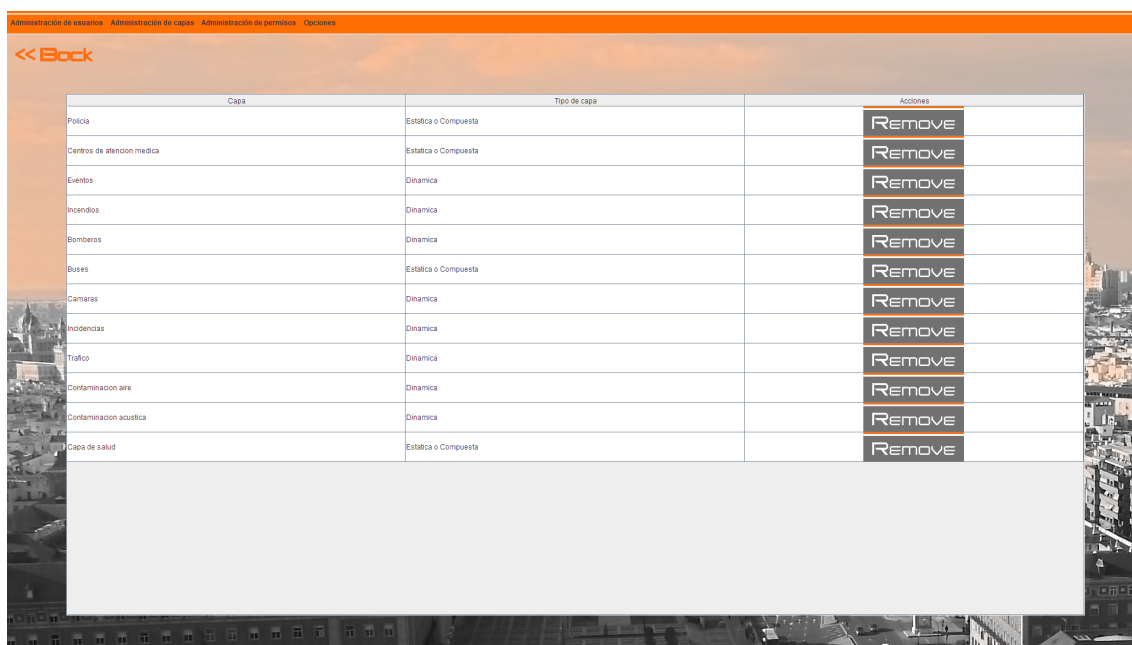 Administración de usuarios Administración de capas Administración de permisos Opciones
<< Back
Capa Tipo de capa Acciones
Policia Estatica o Compuesta Remove
Centros de atencion medica Estatica o Compuesta Remove
Eventos Dinamica Remove
Incendios Dinamica Remove
Bomberos Dinamica Remove
Buses Estatica o Compuesta Remove
Camaras Dinamica Remove
Incidencias Dinamica Remove
Trafico Dinamica Remove
Contaminacion aire Dinamica Remove
Contaminacion acustica Dinamica Remove
Capa de salud Estatica o Compuesta Remove